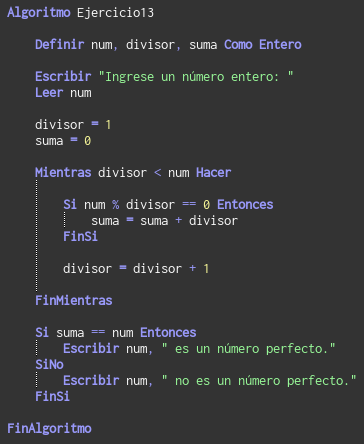 Algoritmo Ejercicio13
Definir num, divisor, suma Como Entero
Escribir "Ingrese un número entero: "
Leer num
divisor = 1
suma = 0
Mientras divisor < num Hacer
Si num % divisor == 0 Entonces
suma = suma + divisor
FinSi
divisor = divisor + 1
FinMientras
Si suma == num Entonces
Escribir num, " es un número perfecto."
SiNo
Escribir num, " no es un número perfecto."
FinSi
FinAlgoritmo